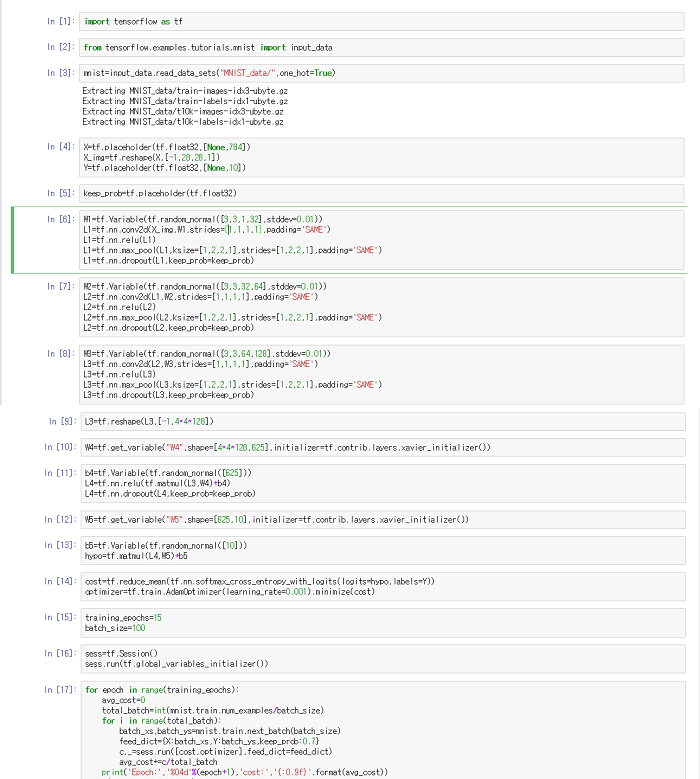 In [1]: import tensorflow as tf
In [2]: from tensorflow.examples.tutorials.mnist import input_data
In [3]: mnist=input_data.read_data_sets("MNIST_data/",one_hot=True)
Extracting MNIST_data/train-images-idx3-ubyte.gz
Extracting MNIST_data/train-labels-idx1-ubyte.gz
Extracting MNIST_data/t10k-images-idx3-ubyte.gz
Extracting MNIST_data/t10k-labels-idx1-ubyte.gz
In [4]: X=tf.placeholder(tf.float32,[None,784])
X_img=tf.reshape(X,[-1,28,28,1])
Y=tf.placeholder(tf.float32,[None,10])
In [5]: keep_prob=tf.placeholder(tf.float32)
In [6]: W1=tf.Variable(tf.random_normal([3,3,1,32],stddev=0.01))
L1=tf.nn.conv2d(X_img,W1,strides=[1,1,1,1],padding='SAME')
L1=tf.nn.relu(L1)
L1=tf.nn.max_pool(L1,ksize=[1,2,2,1],strides=[1,2,2,1],padding='SAME')
L1=tf.nn.dropout(L1,keep_prob=keep_prob)
In [7]: W2=tf.Variable(tf.random_normal([3,3,32,64],stddev=0.01))
L2=tf.nn.conv2d(L1,W2,strides=[1,1,1,1],padding='SAME')
L2=tf.nn.relu(L2)
L2=tf.nn.max_pool(L2,ksize=[1,2,2,1],strides=[1,2,2,1],padding='SAME')
L2=tf.nn.dropout(L2,keep_prob=keep_prob)
In [8]: W3=tf.Variable(tf.random_normal([3,3,64,128],stddev=0.01))
L3=tf.nn.conv2d(L2,W3,strides=[1,1,1,1],padding='SAME')
L3=tf.nn.relu(L3)
L3=tf.nn.max_pool(L3,ksize=[1,2,2,1],strides=[1,2,2,1],padding='SAME')
L3=tf.nn.dropout(L3,keep_prob=keep_prob)
In [9]: L3=tf.reshape(L3,[-1,4*4*128])
In [10]: W4=tf.get_variable("W4",shape=[4*4*128,625],initializer=tf.contrib.layers.xavier_initializer())
In [11]: b4=tf.Variable(tf.random_normal([625]))
L4=tf.nn.relu(tf.matmul(L3,W4)+b4)
L4=tf.nn.dropout(L4,keep_prob=keep_prob)
In [12]: W5=tf.get_variable("W5",shape=[625,10],initializer=tf.contrib.layers.xavier_initializer())
In [13]: b5=tf.Variable(tf.random_normal([10]))
hypo=tf.matmul(L4,W5)+b5
In [14]: cost=tf.reduce_mean(tf.nn.softmax_cross_entropy_with_logits(logits=hypo,labels=Y))
optimizer=tf.train.AdamOptimizer(learning_rate=0.001).minimize(cost)
In [15]: training_epochs=15
batch_size=100
In [16]: sess=tf.Session()
sess.run(tf.global_variables_initializer())
In [17]: for epoch in range(training_epochs):
avg_cost=0
total_batch=int(mnist.train.num_examples/batch_size)
for i in range(total_batch):
batch_xs,batch_ys=mnist.train.next_batch(batch_size)
feed_dict={X:batch_xs,Y:batch_ys,keep_prob:0.7}
c,_=sess.run([cost,optimizer],feed_dict=feed_dict)
avg_cost+=c/total_batch
print('Epoch:','%04d'%(epoch+1),'cost:','{:0.9f}'.format(avg_cost))